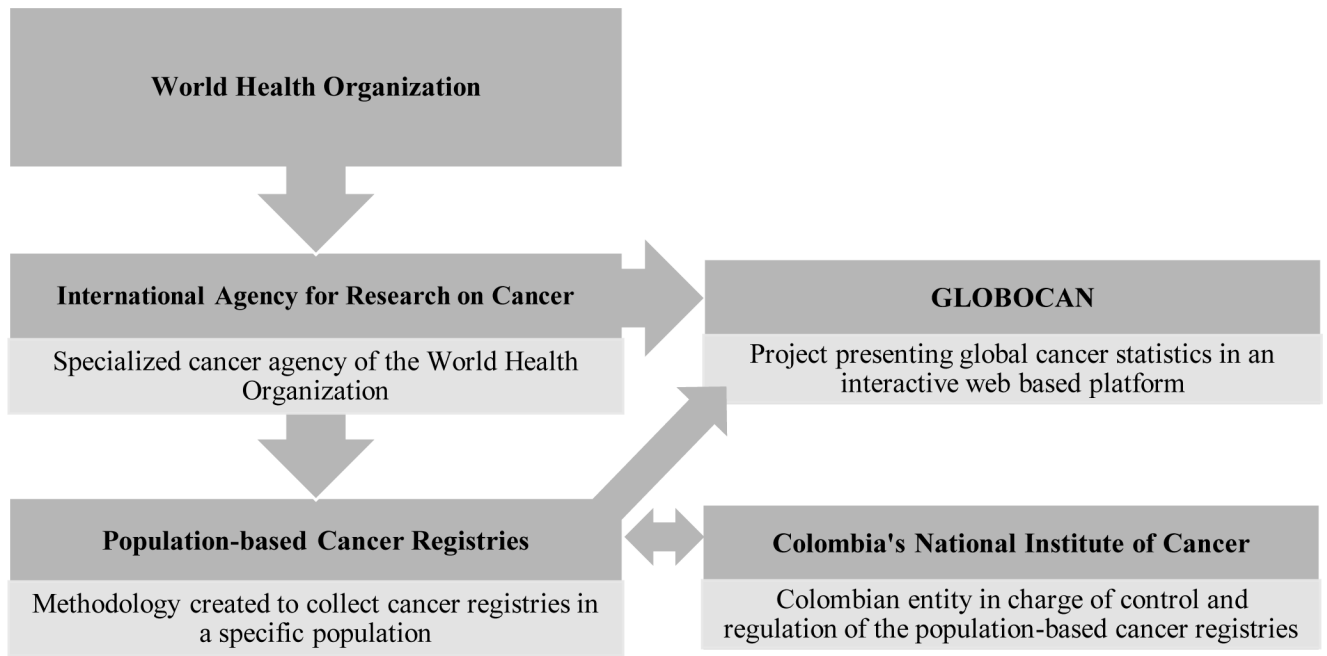 World Health Organization
International Agency for Research on Cancer
Specialized cancer agency of the World Health
Organization
GLOBOCAN
Project presenting global cancer statistics in an
interactive web based platform
Population-based Cancer Registries
Methodology created to collect cancer registries in
a specific population
Colombia's National Institute of Cancer
Colombian entity in charge of control and
regulation of the population-based cancer registries